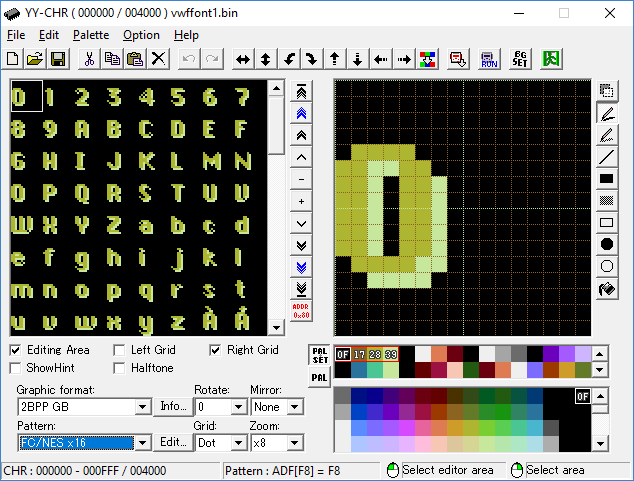 YY-CHR ( 000000 / 004000 ) vwffont1.bin
File Edit Palette Option Help
RUN BG SET
0 1 2 3 4 5 6 7
8 9 A B C D E F
G H I J K L M N
O P Q R S T U V
W X Y Z a b c d
e f g h i j k l
m n o p q r s t
u v w x y z À Á
ADDR 0x80
Editing Area Left Grid Right Grid
ShowHint Halftone
PAL SET 0F 17 28 39
PAL 0F
Graphic format: Rotate: Mirror:
2BPP GB Info... 0 None
Pattern: Grid: Zoom:
FC/NES x16 Edit... Dot x8
CHR : 000000 - 000FFF / 004000 Pattern : ADF[F8] = F8 Select editor area Select area